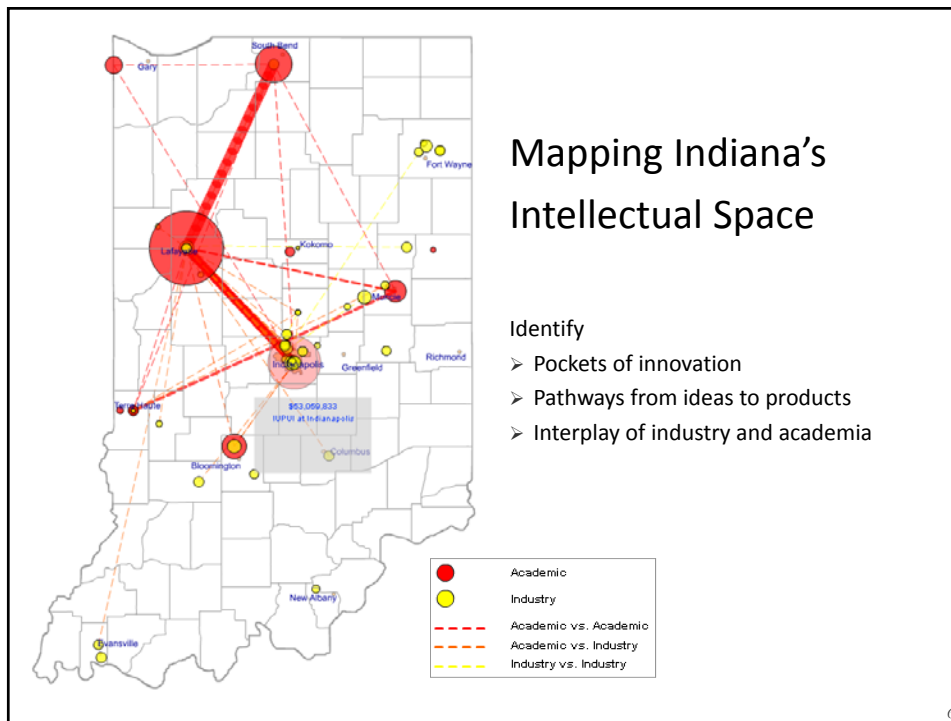 South Bend
Gary
Fort Wayne
Kokomo
Lafayette
Muncie
Indianapolis
Greenfield
Richmond
Terre Haute
$53,059,833
IUPUI at Indianapolis
Columbus
Bloomington
New Albany
Evansville
Mapping Indiana’s
Intellectual Space
Identify
➢ Pockets of innovation
➢ Pathways from ideas to products
➢ Interplay of industry and academia
Academic
Industry
Academic vs. Academic
Academic vs. Industry
Industry vs. Industry